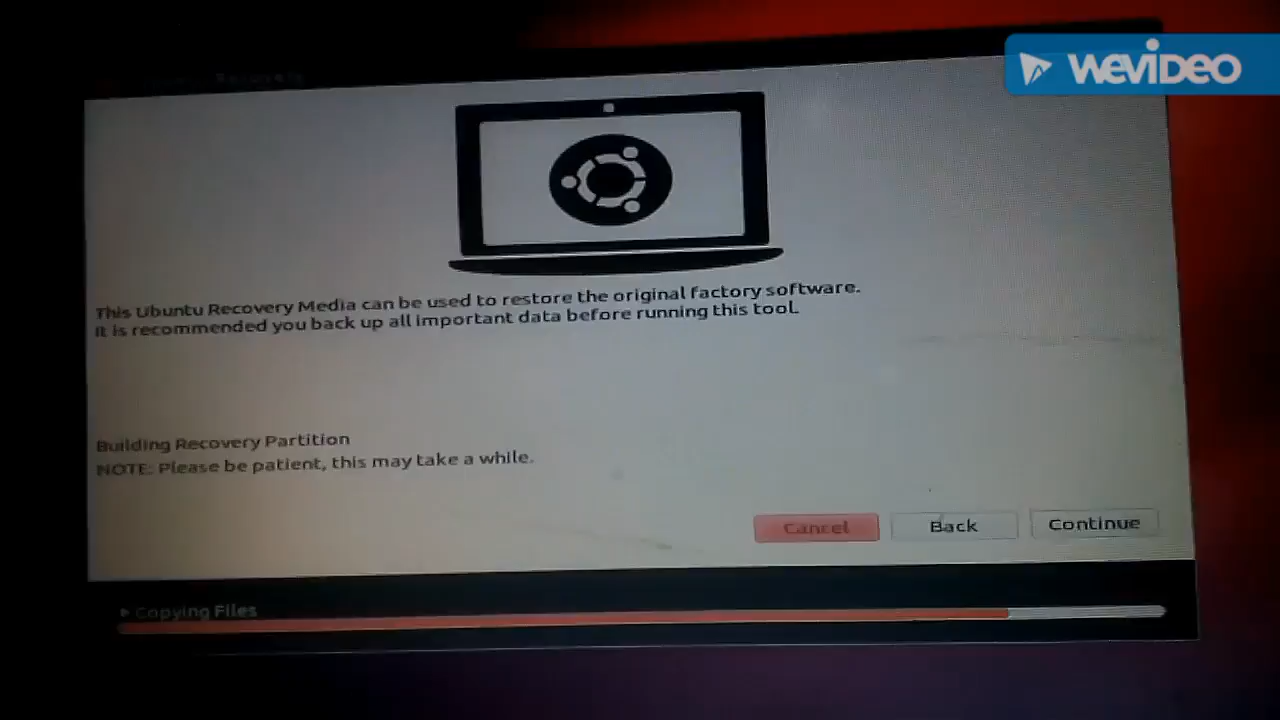 WEVIDEO
This Ubuntu Recovery Media can be used to restore the original factory software.
It is recommended you back up all important data before running this tool.
Building Recovery Partition
NOTE: Please be patient, this may take a while.
Cancel Back Continue
Copying Files